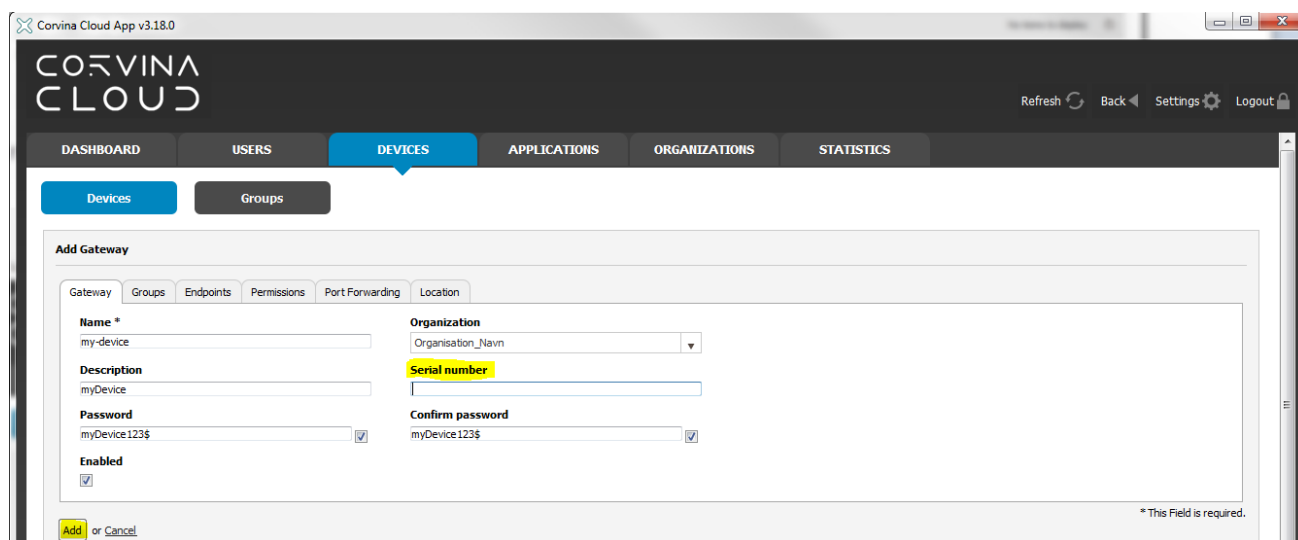 Corvina Cloud App v3.18.0
CORVINA
CLOUD
Refresh Back Settings Logout
DASHBOARD USERS DEVICES APPLICATIONS ORGANIZATIONS STATISTICS
Devices Groups
Add Gateway
Gateway Groups Endpoints Permissions Port Forwarding Location
Name * Organization
my-device Organisation_Navn
Description Serial number
myDevice
Password Confirm password
myDevice123$ myDevice123$
Enabled
* This Field is required.
Add or Cancel